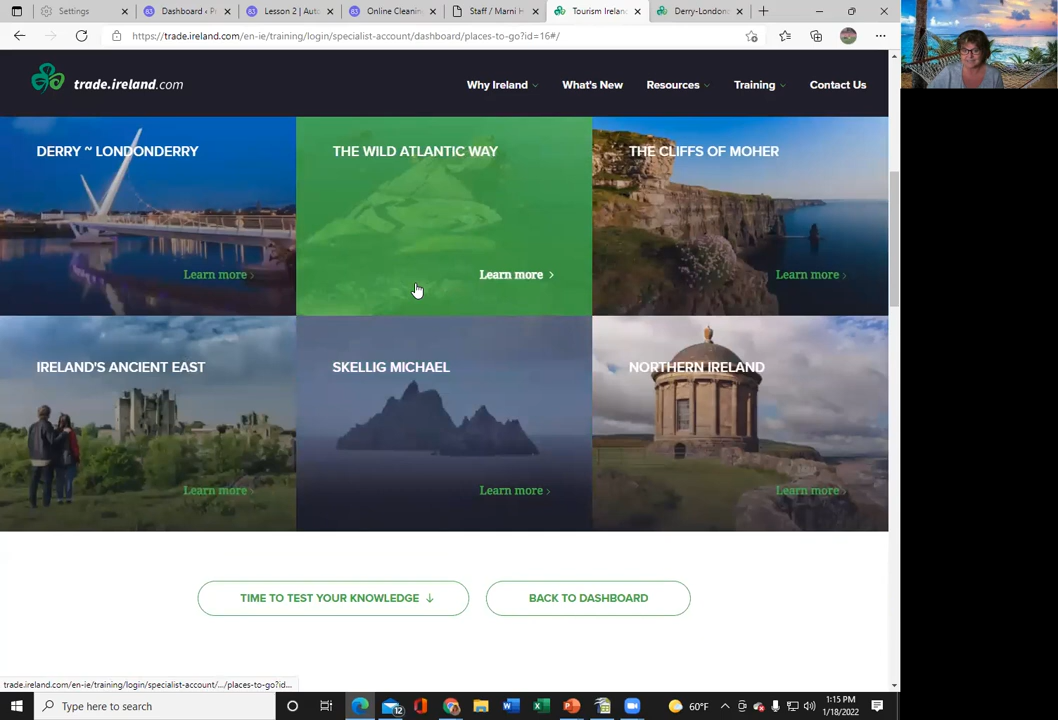 Settings
Dashboard ‹ P
Lesson 2 | Aut
Online Cleanin
Staff / Marni H
Tourism Irelan
Derry-London
https://trade.ireland.com/en-ie/training/login/specialist-account/dashboard/places-to-go?id=16#/
trade.ireland.com
Why Ireland
What's New
Resources
Training
Contact Us
DERRY ~ LONDONDERRY
THE WILD ATLANTIC WAY
THE CLIFFS OF MOHER
Learn more
Learn more
Learn more
IRELAND'S ANCIENT EAST
SKELLIG MICHAEL
NORTHERN IRELAND
Learn more
Learn more
Learn more
TIME TO TEST YOUR KNOWLEDGE ↓
BACK TO DASHBOARD
trade.ireland.com/en-ie/training/login/specialist-account/.../places-to-go?id...
Type here to search
12
60°F
1:15 PM
1/18/2022